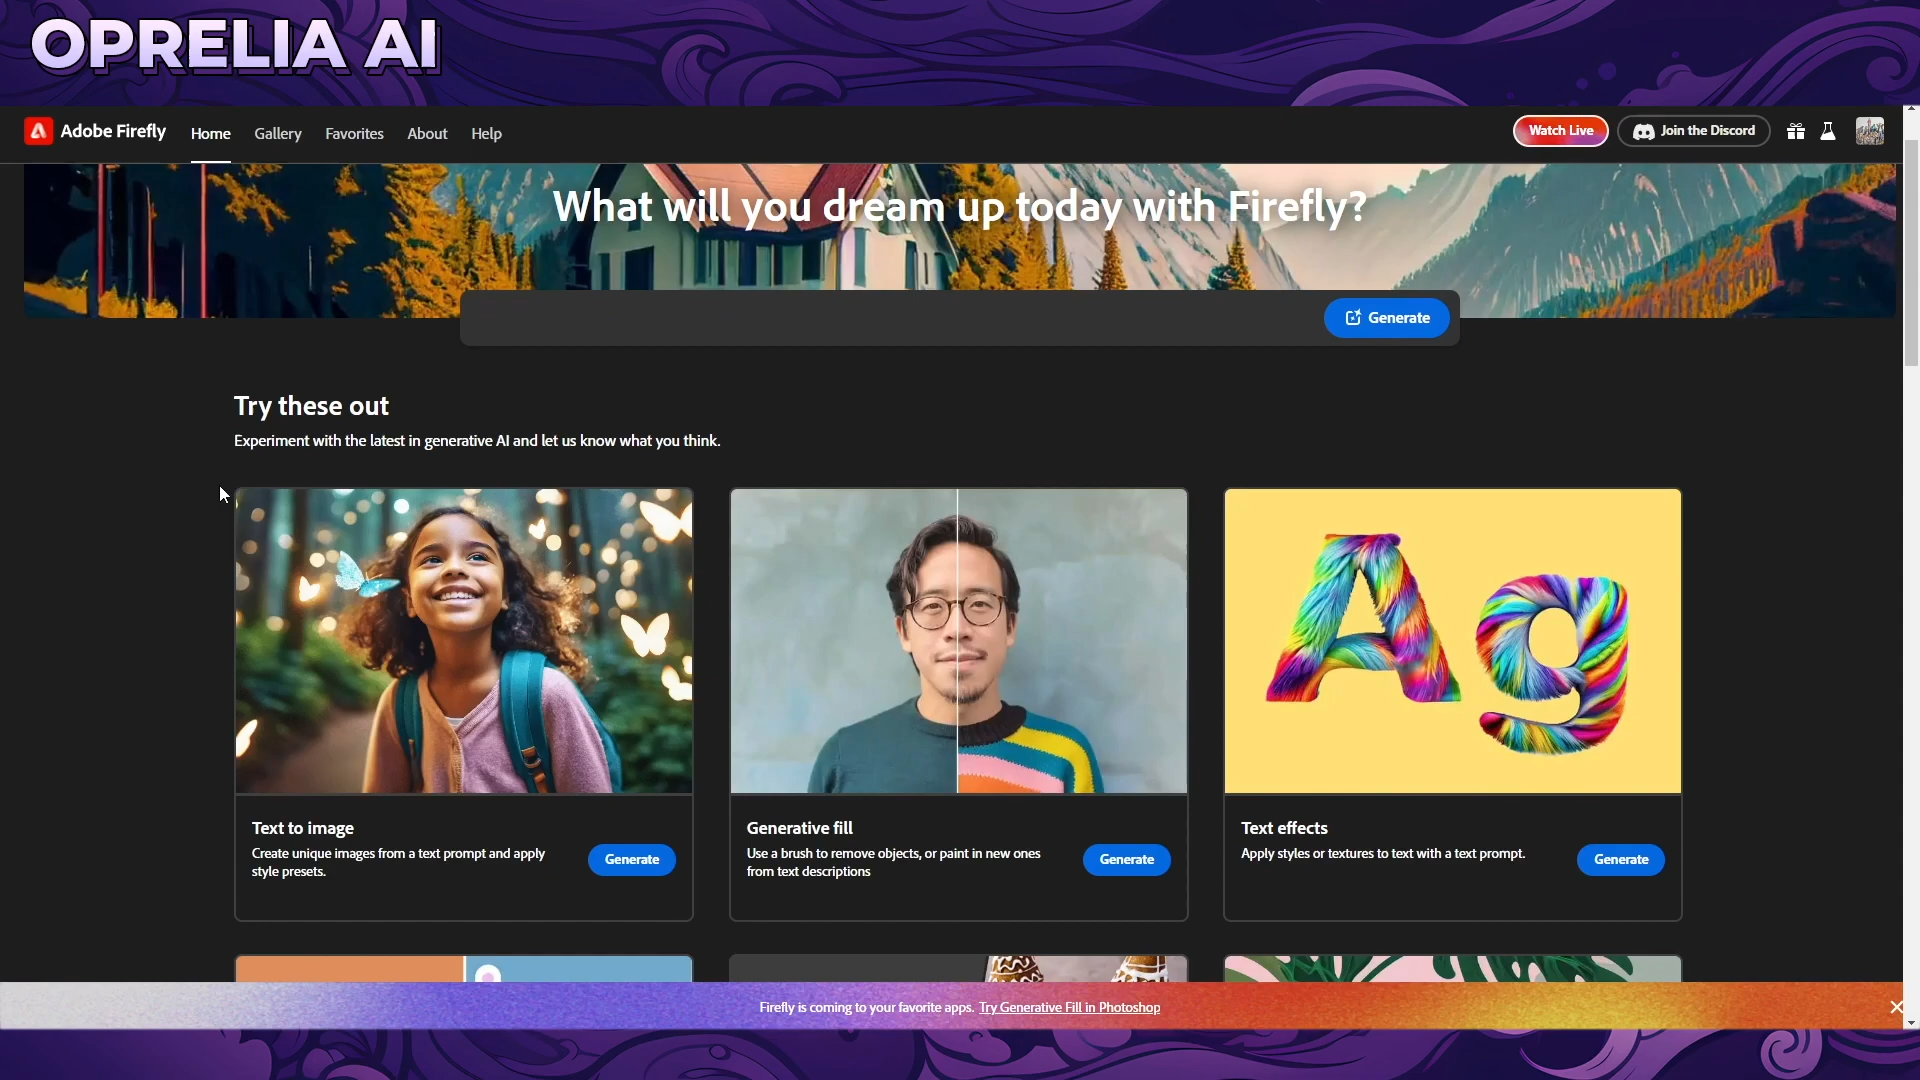 OPRELIA AI
Adobe Firefly Home Gallery Favorites About Help Watch Live Join the Discord
What will you dream up today with Firefly?
Generate
Try these out
Experiment with the latest in generative AI and let us know what you think.
Ag
Text to image
Create unique images from a text prompt and apply
style presets.
Generate
Generative fill
Use a brush to remove objects, or paint in new ones
from text descriptions
Generate
Text effects
Apply styles or textures to text with a text prompt.
Generate
Firefly is coming to your favorite apps. Try Generative Fill in Photoshop